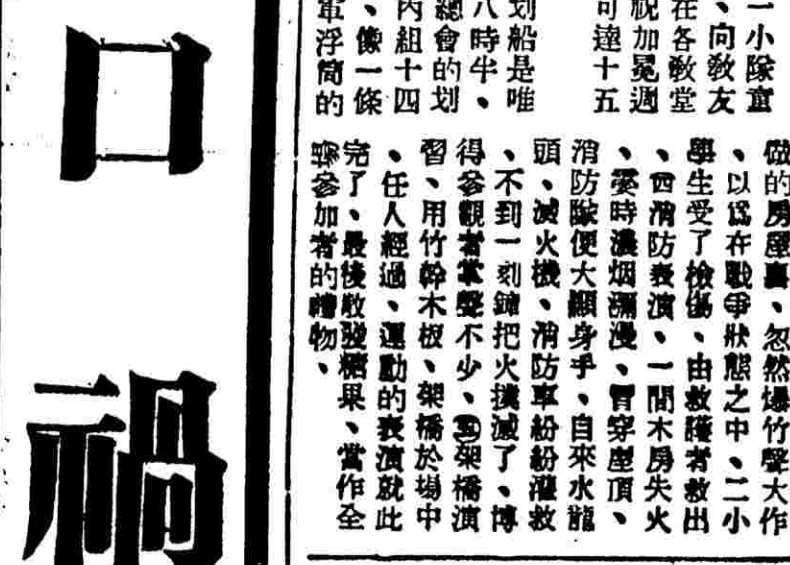 一小隊童
、向敎友
在各敎堂
祝加冕週
可達十五
划船是唯
八時半、
總會的划
內組十四
、像一條
軍浮筒的
做的房屋裏、忽然爆竹聲大作
、以爲在戰爭狀態之中、二小
學生受了檢傷、由救護者救出
、四消防表演、一間木房失火
、霎時濃烟瀰漫、冒穿屋頂、
消防隊便大顯身手、自來水龍
頭、滅火機、消防車紛紛灌救
、不到一刻鐘把火撲滅了、博
得參觀者掌聲不少、架橋演
習、用竹幹木板、架橋於場中
、任人經過、運動的表演就此
完了、最後散發糖果、當作全
參加者的禮物、
口禍